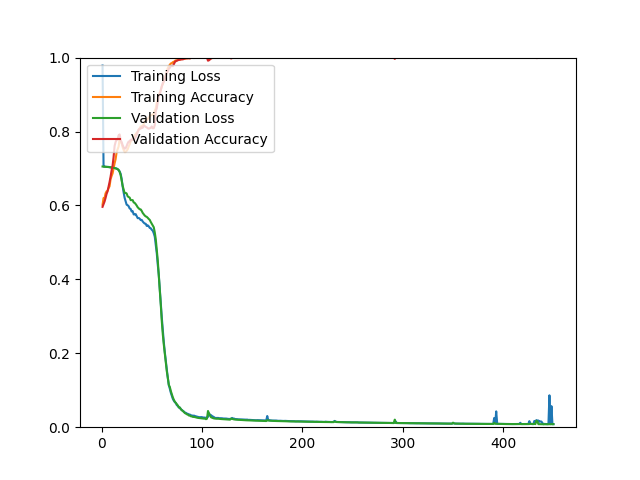 1.0
0.8
0.6
0.4
0.2
0.0
Training Loss
Training Accuracy
Validation Loss
Validation Accuracy
0 100 200 300 400